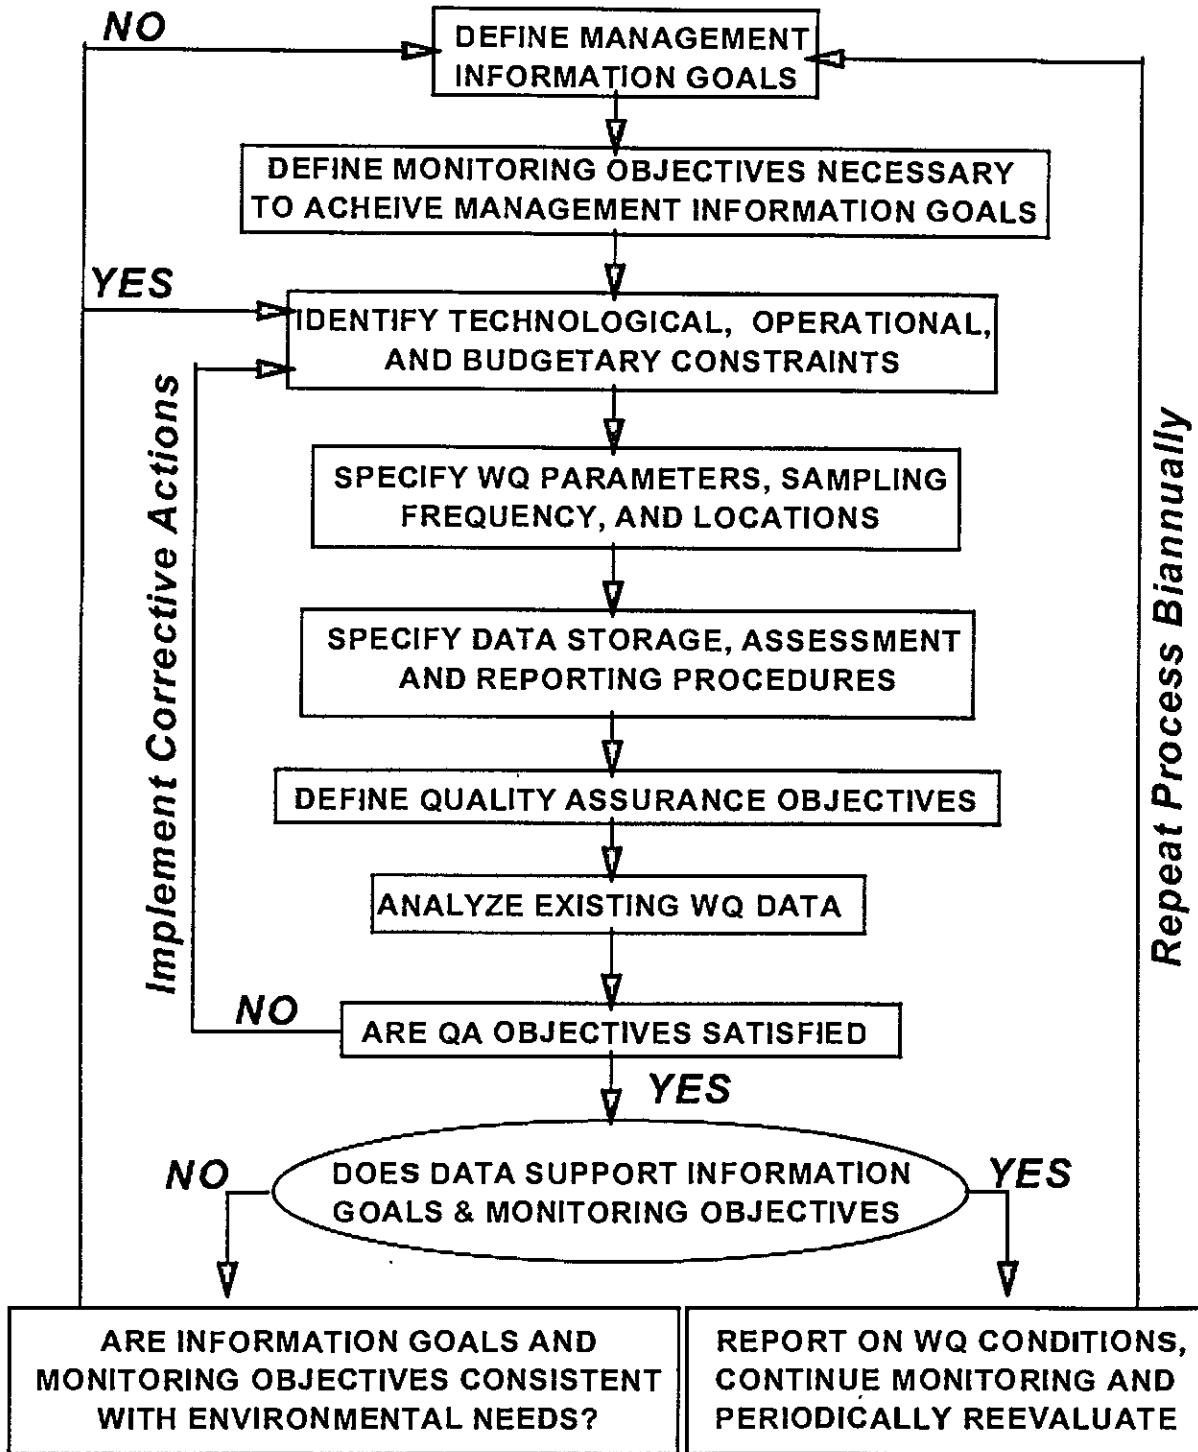 NO
DEFINE MANAGEMENT
INFORMATION GOALS
DEFINE MONITORING OBJECTIVES NECESSARY
TO ACHEIVE MANAGEMENT INFORMATION GOALS
YES
IDENTIFY TECHNOLOGICAL, OPERATIONAL,
AND BUDGETARY CONSTRAINTS
Implement Corrective Actions
Repeat Process Biannually
SPECIFY WQ PARAMETERS, SAMPLING
FREQUENCY, AND LOCATIONS
SPECIFY DATA STORAGE, ASSESSMENT
AND REPORTING PROCEDURES
DEFINE QUALITY ASSURANCE OBJECTIVES
ANALYZE EXISTING WQ DATA
NO
ARE QA OBJECTIVES SATISFIED
YES
NO
DOES DATA SUPPORT INFORMATION
GOALS & MONITORING OBJECTIVES
YES
ARE INFORMATION GOALS AND
MONITORING OBJECTIVES CONSISTENT
WITH ENVIRONMENTAL NEEDS?
REPORT ON WQ CONDITIONS,
CONTINUE MONITORING AND
PERIODICALLY REEVALUATE